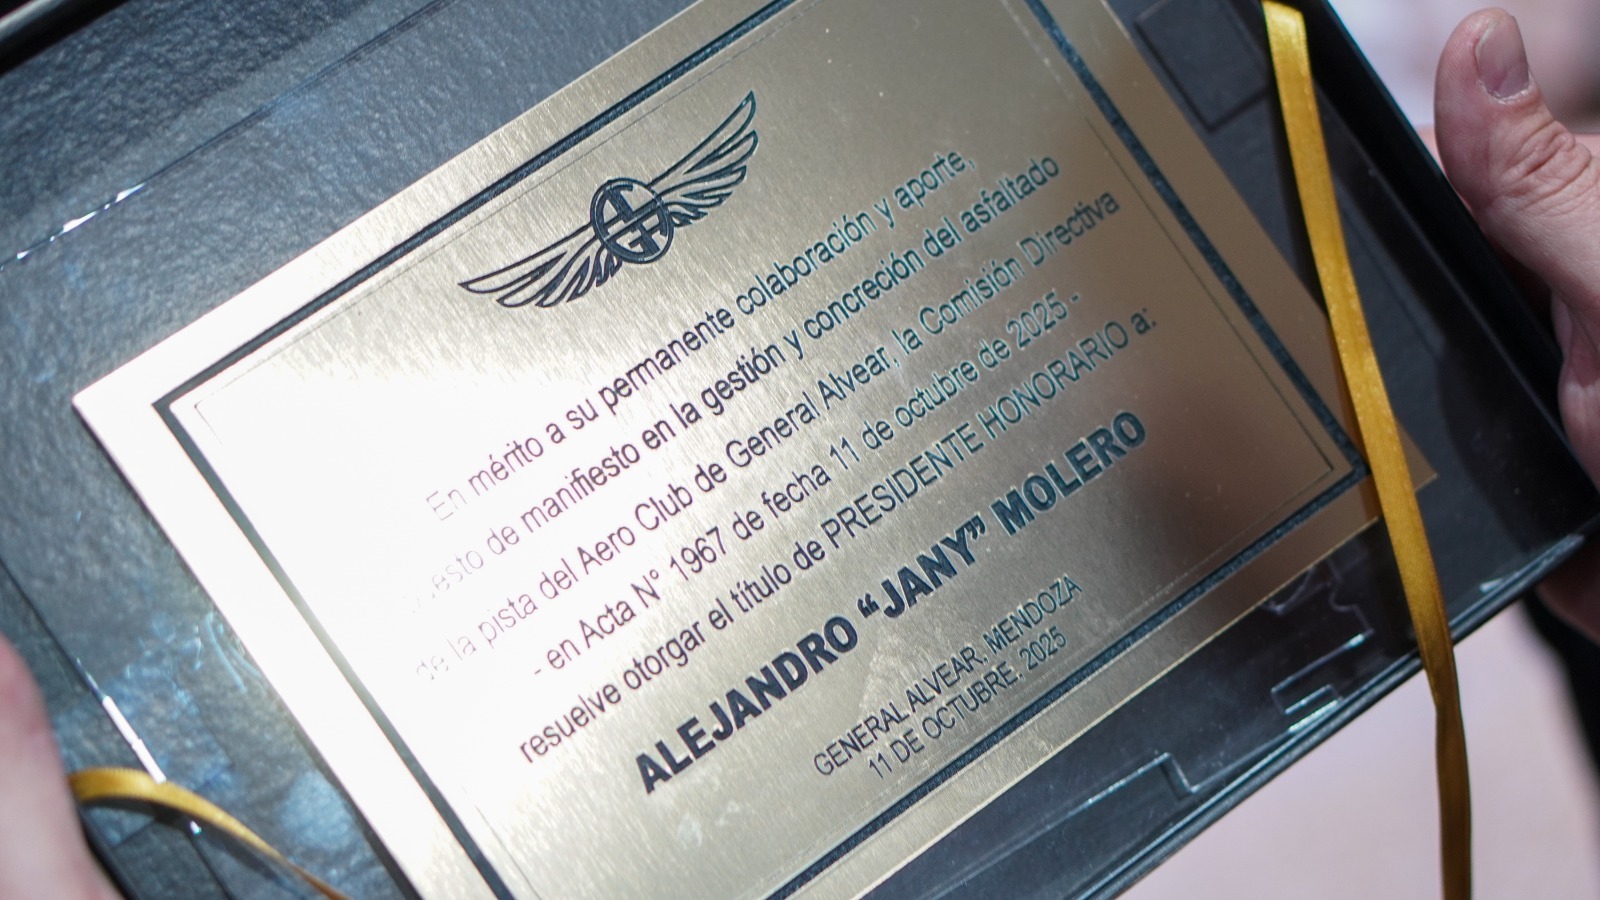 En mérito a su permanente colaboración y aporte,
puesto de manifiesto en la gestión y concreción del asfaltado
de la pista del Aero Club de General Alvear, la Comisión Directiva
- en Acta N° 1967 de fecha 11 de octubre de 2025 -
resuelve otorgar el título de PRESIDENTE HONORARIO a:
ALEJANDRO “JANY” MOLERO
GENERAL ALVEAR, MENDOZA
11 DE OCTUBRE. 2025